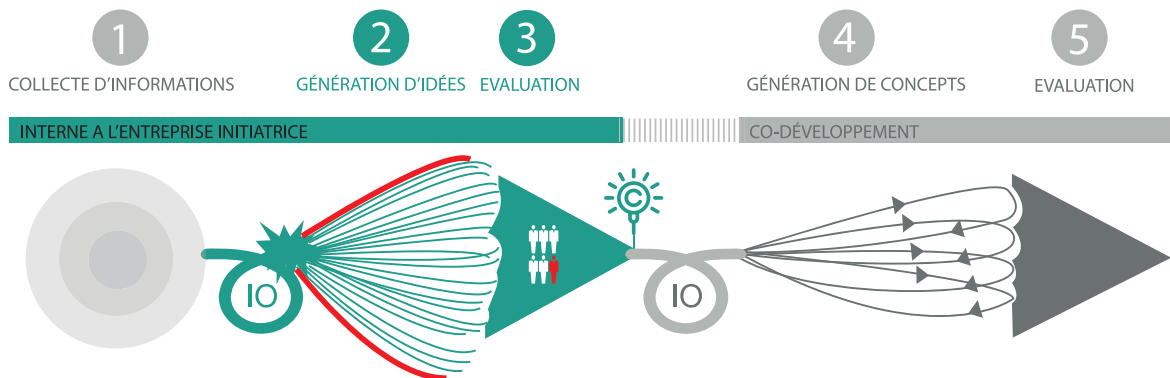 1
2
3
4
5
COLLECTE D'INFORMATIONS
GÉNÉRATION D'IDÉES
EVALUATION
GÉNÉRATION DE CONCEPTS
EVALUATION
INTERNE A L'ENTREPRISE INITIATRICE
CO-DÉVELOPPEMENT
C
IO
IO